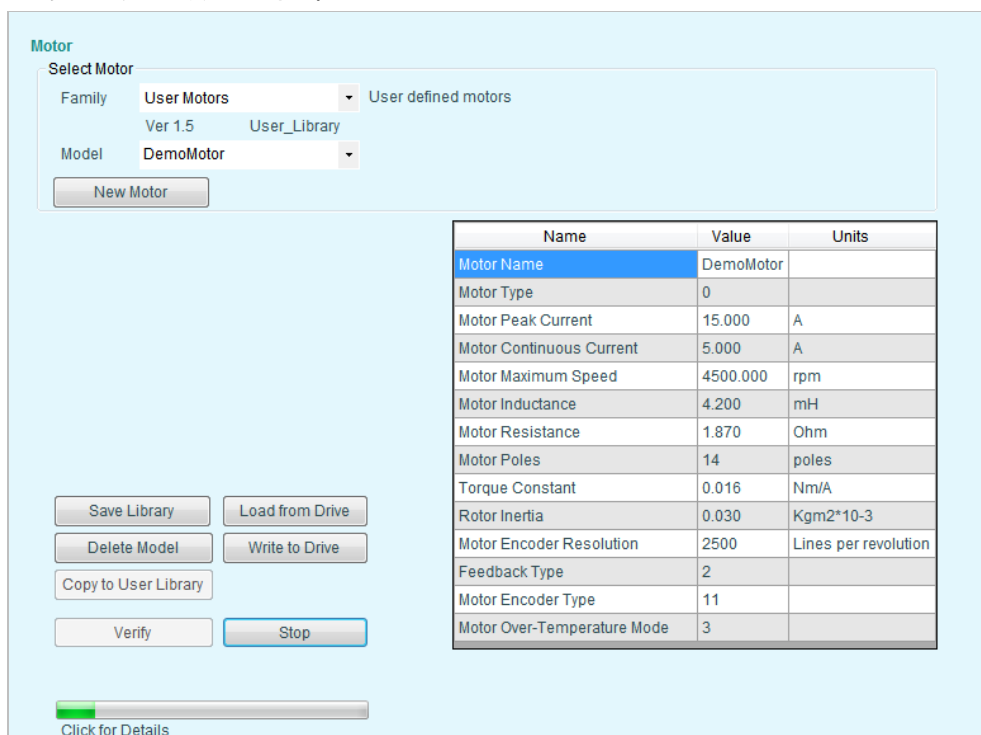 Motor
Select Motor
Family User Motors User defined motors
Ver 1.5 User_Library
Model DemoMotor
New Motor
Name Value Units
Motor Name DemoMotor
Motor Type 0
Motor Peak Current 15.000 A
Motor Continuous Current 5.000 A
Motor Maximum Speed 4500.000 rpm
Motor Inductance 4.200 mH
Motor Resistance 1.870 Ohm
Motor Poles 14 poles
Torque Constant 0.016 Nm/A
Rotor Inertia 0.030 Kgm2*10-3
Motor Encoder Resolution 2500 Lines per revolution
Feedback Type 2
Motor Encoder Type 11
Motor Over-Temperature Mode 3
Save Library Load from Drive
Delete Model Write to Drive
Copy to User Library
Verify Stop
Click for Details